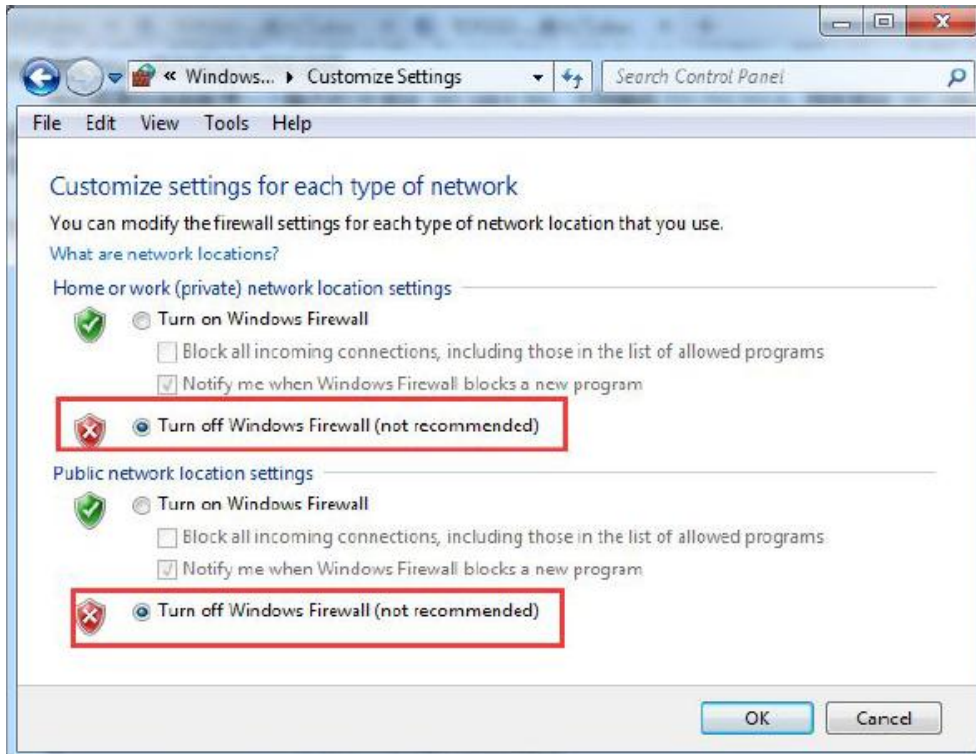 « Windows... ▸ Customize Settings
Search Control Panel
File Edit View Tools Help
Customize settings for each type of network
You can modify the firewall settings for each type of network location that you use.
What are network locations?
Home or work (private) network location settings
Turn on Windows Firewall
Block all incoming connections, including those in the list of allowed programs
Notify me when Windows Firewall blocks a new program
Turn off Windows Firewall (not recommended)
Public network location settings
Turn on Windows Firewall
Block all incoming connections, including those in the list of allowed programs
Notify me when Windows Firewall blocks a new program
Turn off Windows Firewall (not recommended)
OK Cancel